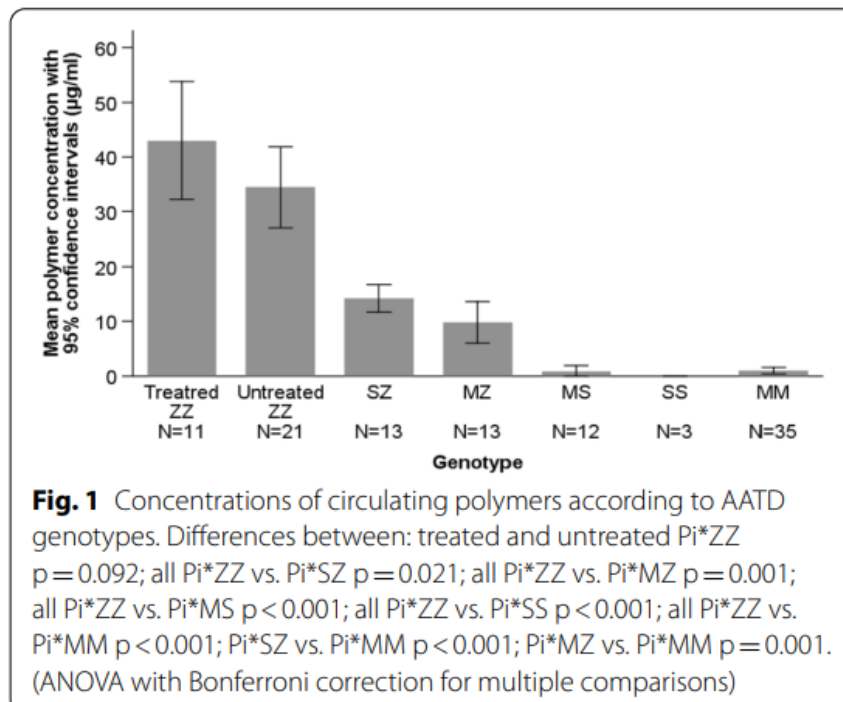 Mean polymer concentration with
95% confidence intervals (µg/ml)
60
50
40
30
20
10
0
Treatred ZZ N=11
Untreated ZZ N=21
SZ N=13
MZ N=13
MS N=12
SS N=3
MM N=35
Genotype
Fig. 1 Concentrations of circulating polymers according to AATD
genotypes. Differences between: treated and untreated Pi*ZZ
p = 0.092; all Pi*ZZ vs. Pi*SZ p = 0.021; all Pi*ZZ vs. Pi*MZ p = 0.001;
all Pi*ZZ vs. Pi*MS p < 0.001; all Pi*ZZ vs. Pi*SS p < 0.001; all Pi*ZZ vs.
Pi*MM p < 0.001; Pi*SZ vs. Pi*MM p < 0.001; Pi*MZ vs. Pi*MM p = 0.001.
(ANOVA with Bonferroni correction for multiple comparisons)